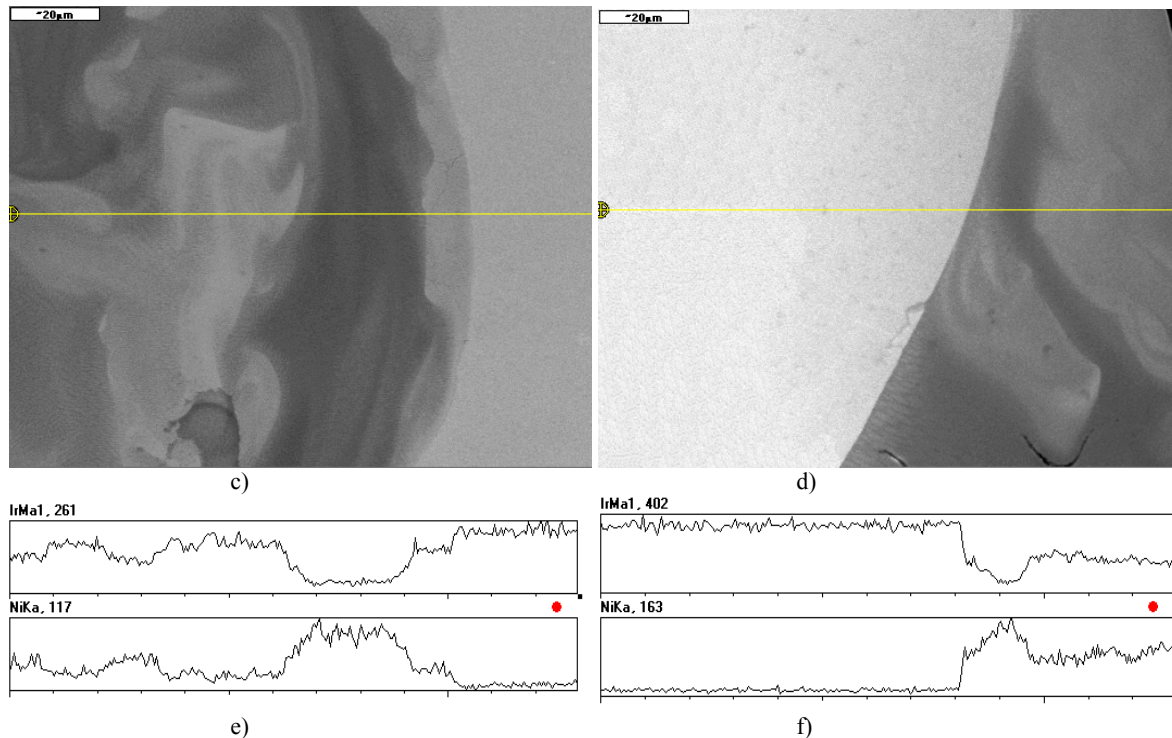 ~20µm
~20µm
c)
d)
IrMa1, 261
IrMa1, 402
NiKa, 117
NiKa, 163
e)
f)